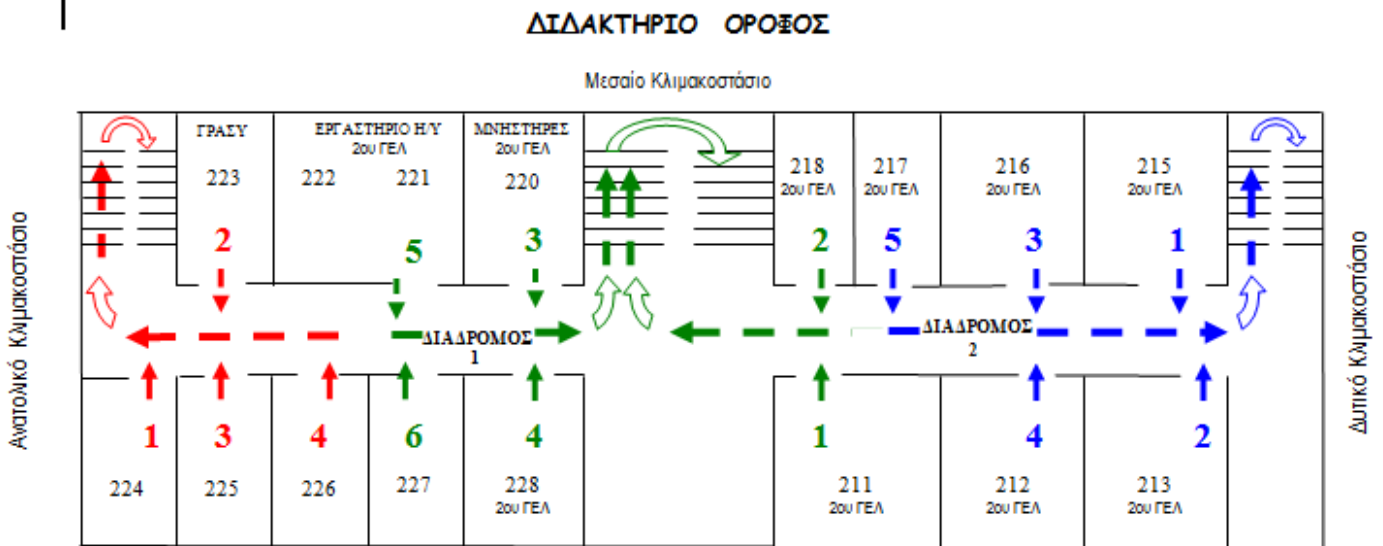 ΔΙΔΑΚΤΗΡΙΟ ΟΡΟΦΟΣ
Μεσαίο Κλιμακοστάσιο
ΓΡΑΣΥ
223
ΕΡΓΑΣΤΗΡΙΟ Η/Υ
2ου ΓΕΛ
222 221
ΜΝΗΣΤΗΡΕΣ
2ου ΓΕΛ
220
218
2ου ΓΕΛ
217
2ου ΓΕΛ
216
2ου ΓΕΛ
215
2ου ΓΕΛ
2 5 3 2 5 3 1
Ανατολικό Κλιμακοστάσιο
Δυτικό Κλιμακοστάσιο
ΔΙΑΔΡΟΜΟΣ
1
ΔΙΑΔΡΟΜΟΣ
2
1 3 4 6 4 1 4 2
224
225
226
227
228
2ου ΓΕΛ
211
2ου ΓΕΛ
212
2ου ΓΕΛ
213
2ου ΓΕΛ